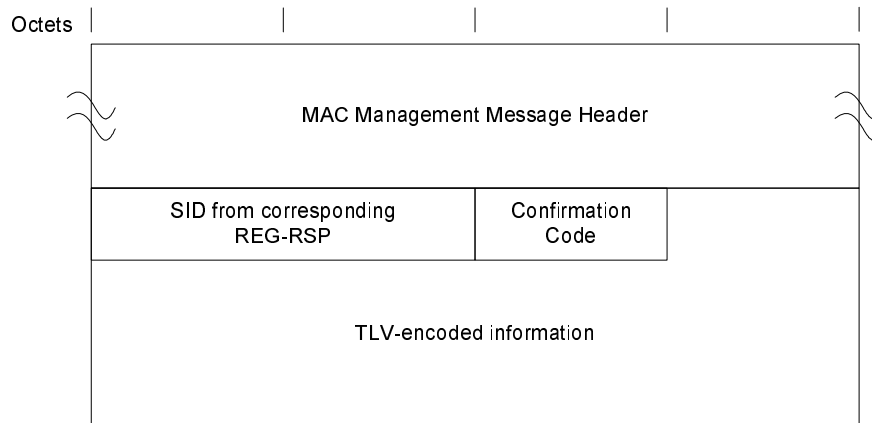 Octets
MAC Management Message Header
SID from corresponding
REG-RSP
Confirmation
Code
TLV-encoded information